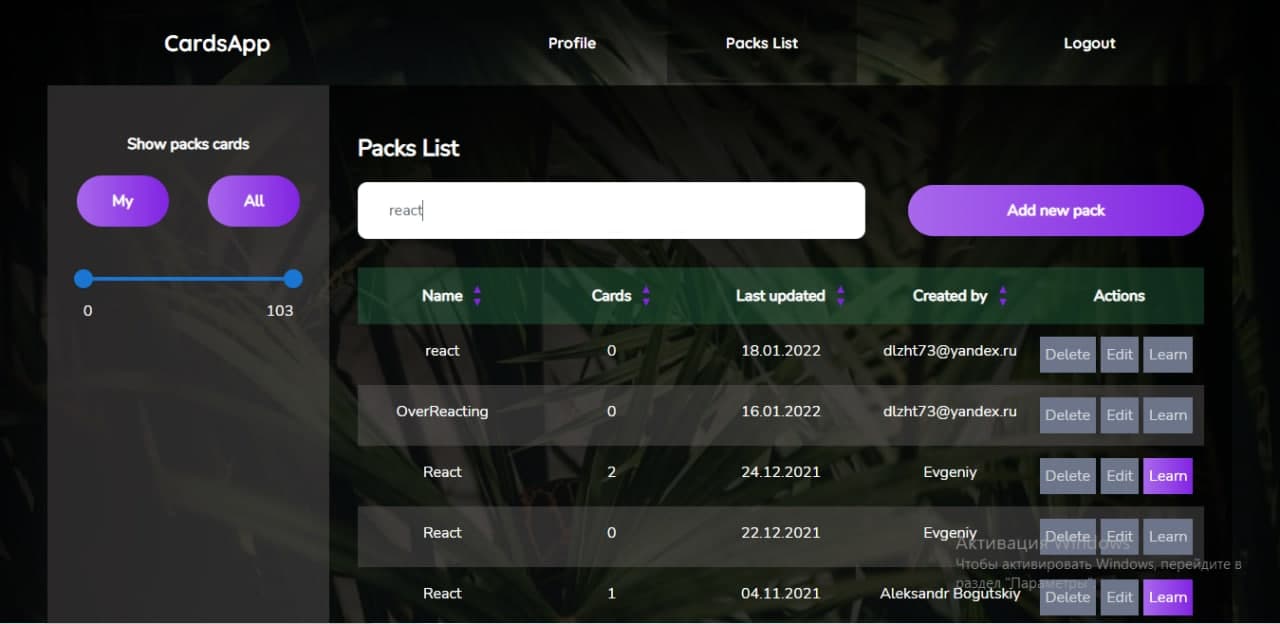 CardsApp Profile Packs List Logout
Show packs cards
My All
0 103
Packs List
react
Add new pack
Name Cards Last updated Created by Actions
react 0 18.01.2022 dlzht73@yandex.ru Delete Edit Learn
OverReacting 0 16.01.2022 dlzht73@yandex.ru Delete Edit Learn
React 2 24.12.2021 Evgeniy Delete Edit Learn
React 0 22.12.2021 Evgeniy Delete Edit Learn
React 1 04.11.2021 Aleksandr Bogutskiy Delete Edit Learn
Активация Windows
Чтобы активировать Windows, перейдите в
раздел "Параметры".